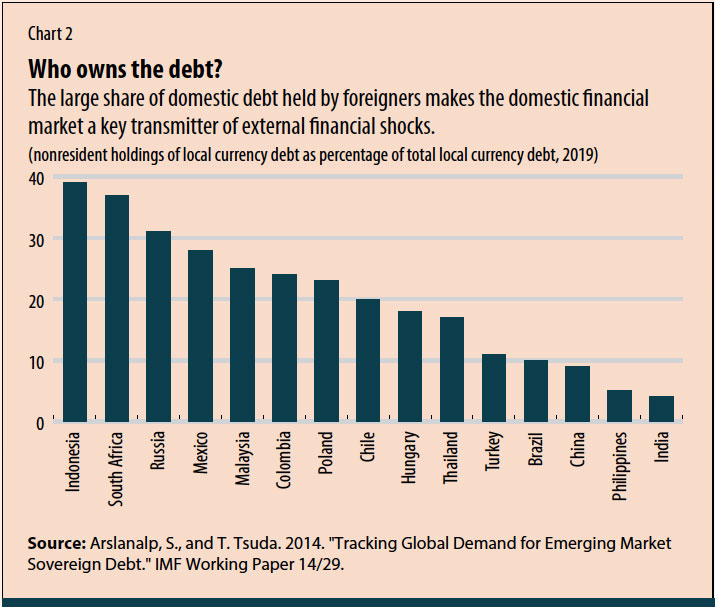 Chart 2
Who owns the debt?
The large share of domestic debt held by foreigners makes the domestic financial
market a key transmitter of external financial shocks.
(nonresident holdings of local currency debt as percentage of total local currency debt, 2019)
40
30
20
10
0
Indonesia
South Africa
Russia
Mexico
Malaysia
Colombia
Poland
Chile
Hungary
Thailand
Turkey
Brazil
China
Philippines
India
Source: Arslanalp, S., and T. Tsuda. 2014. "Tracking Global Demand for Emerging Market
Sovereign Debt." IMF Working Paper 14/29.